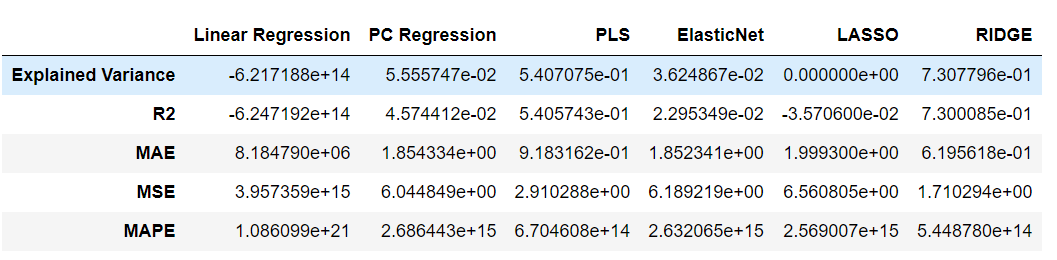 Linear Regression PC Regression PLS ElasticNet LASSO RIDGE
Explained Variance -6.217188e+14 5.555747e-02 5.407075e-01 3.624867e-02 0.000000e+00 7.307796e-01
R2 -6.247192e+14 4.574412e-02 5.405743e-01 2.295349e-02 -3.570600e-02 7.300085e-01
MAE 8.184790e+06 1.854334e+00 9.183162e-01 1.852341e+00 1.999300e+00 6.195618e-01
MSE 3.957359e+15 6.044849e+00 2.910288e+00 6.189219e+00 6.560805e+00 1.710294e+00
MAPE 1.086099e+21 2.686443e+15 6.704608e+14 2.632065e+15 2.569007e+15 5.448780e+14